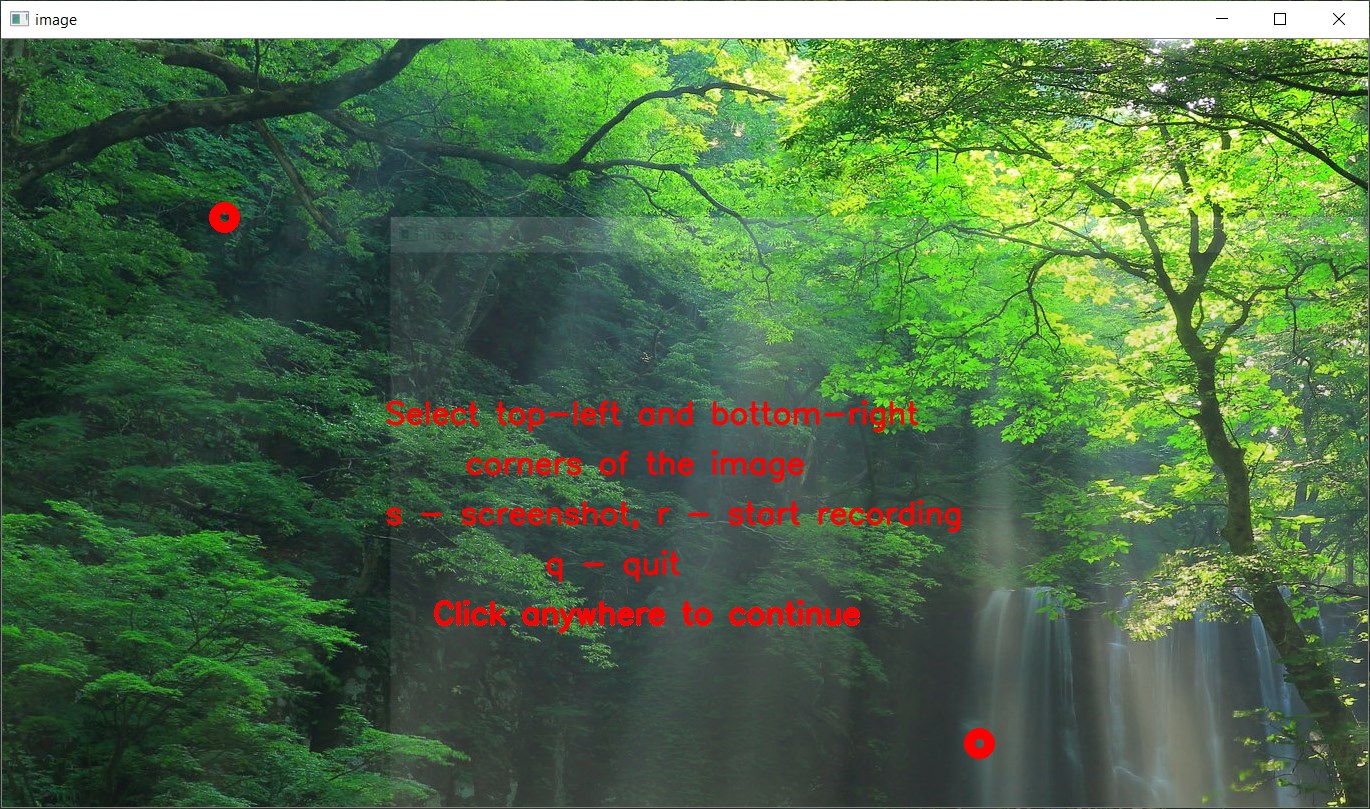 image
Select top-left and bottom-right
corners of the image
s - screenshot, r - start recording
q - quit
Click anywhere to continue